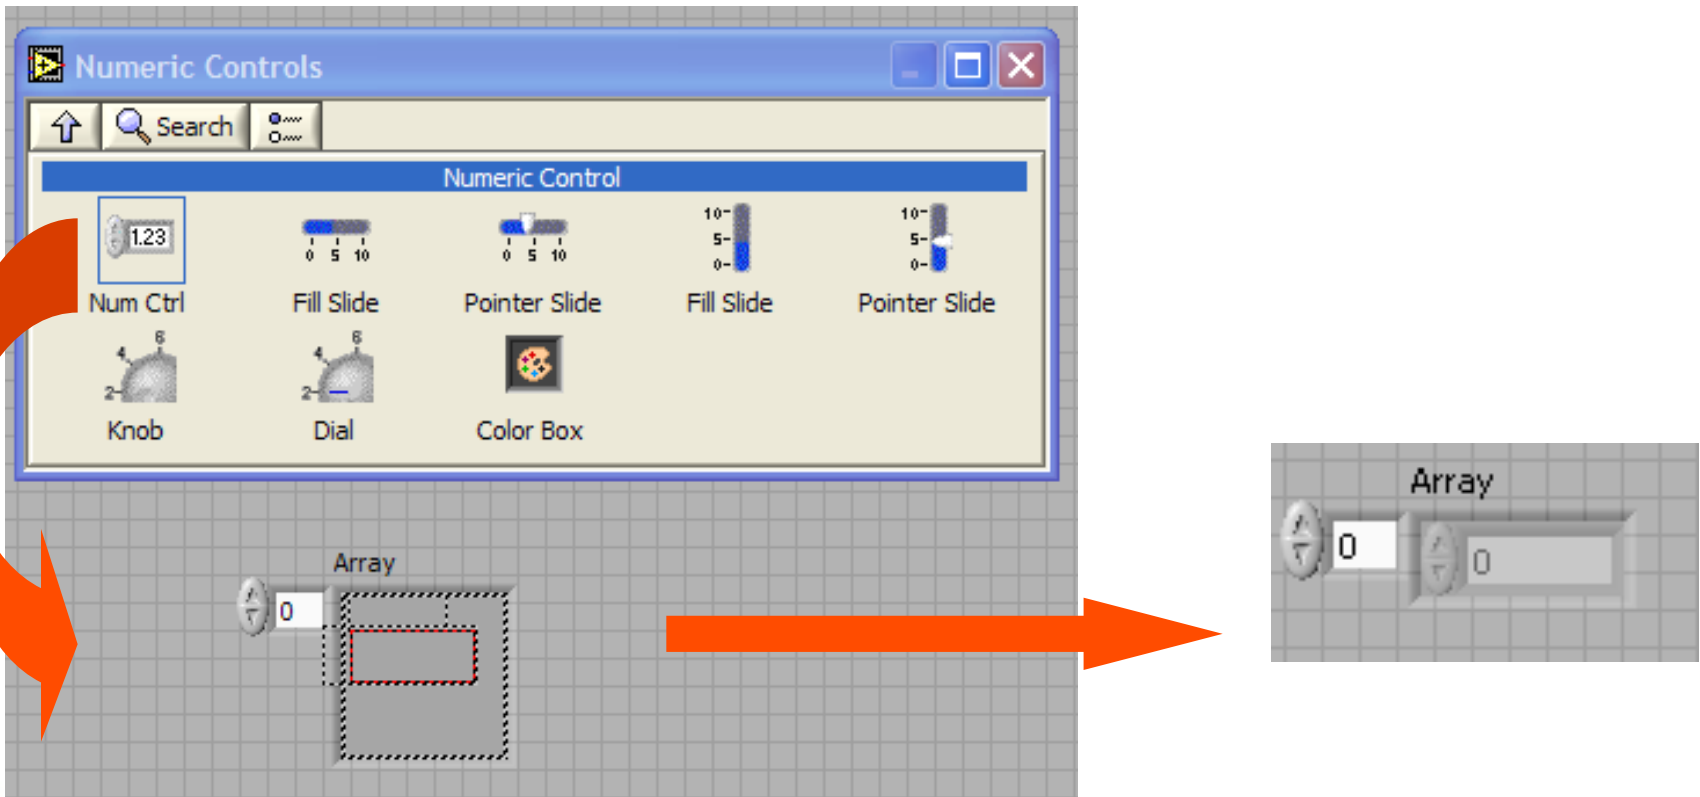 Numeric Controls
Search
Numeric Control
1.23
0 5 10
0 5 10
10
5
0
10
5
0
Num Ctrl Fill Slide Pointer Slide Fill Slide Pointer Slide
2 4 6
2 4 6
Knob Dial Color Box
Array
0
Array
0 0